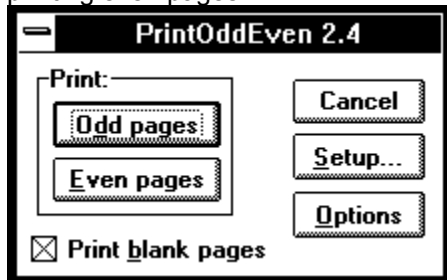 PrintOddEven 2.4
Print:
Odd pages
Even pages
Cancel
Setup...
Options
Print blank pages